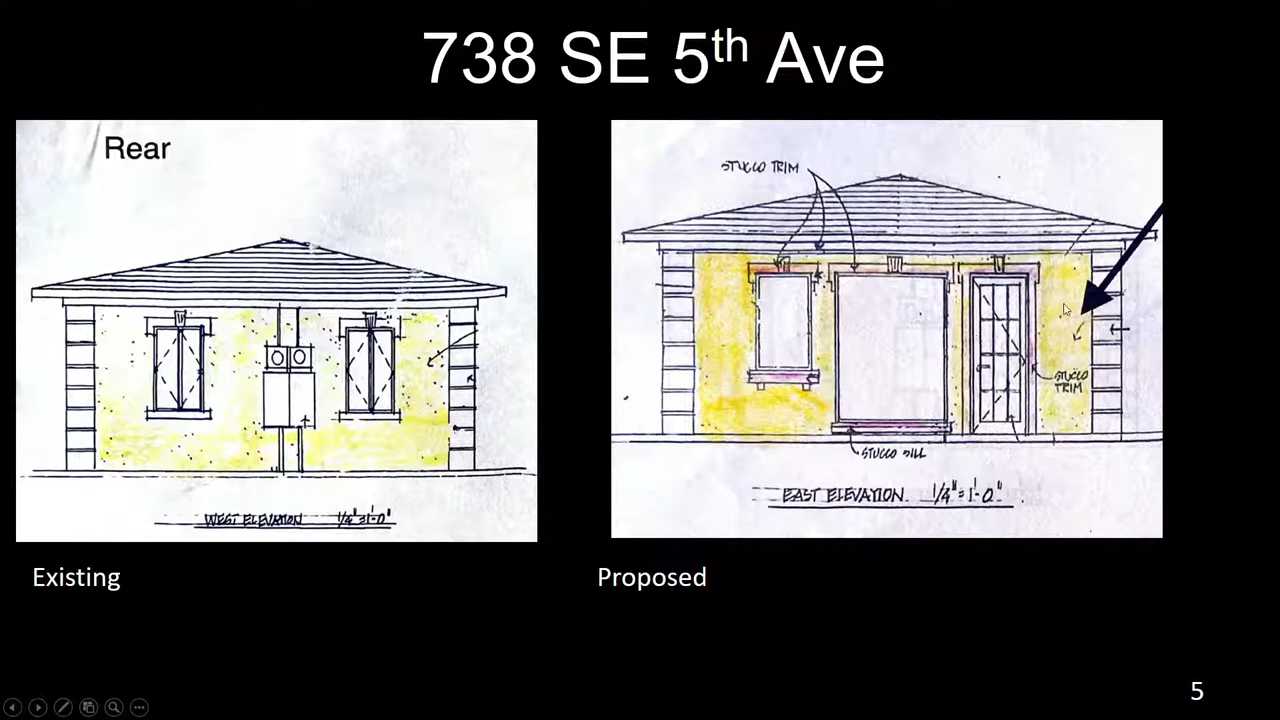 738 SE 5th Ave
Rear
WEST ELEVATION 1/4" = 1'-0"
STUCCO TRIM
STUCCO
TRIM
STUCCO SILL
EAST ELEVATION 1/4" = 1'-0"
Existing
Proposed
5